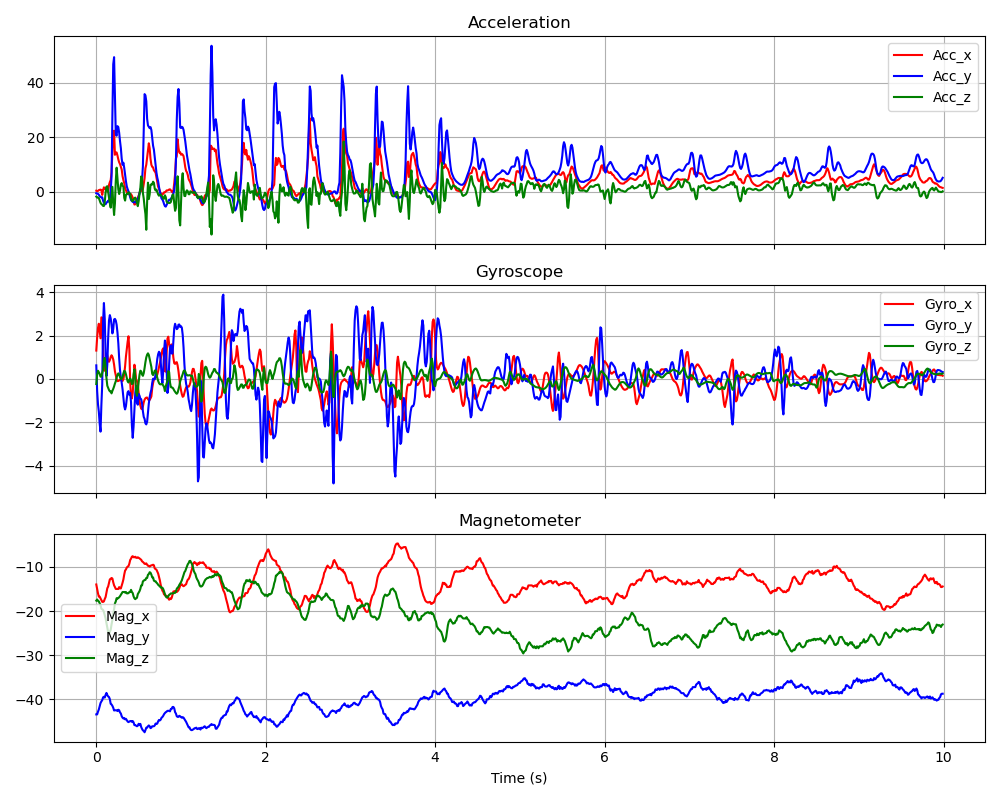 Acceleration
40
20
0
Acc_x
Acc_y
Acc_z
Gyroscope
4
2
0
−2
−4
Gyro_x
Gyro_y
Gyro_z
Magnetometer
−10
−20
−30
−40
Mag_x
Mag_y
Mag_z
0 2 4 6 8 10
Time (s)